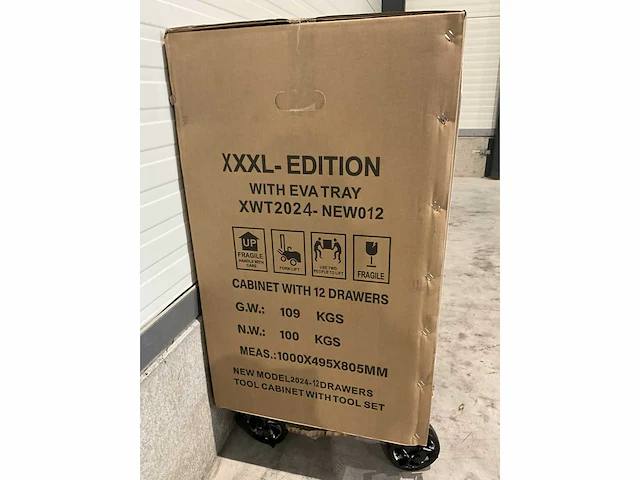 XXXL-EDITION
WITH EVA TRAY
XWT2024-NEW012
UP
FRAGILE
HANDLE WITH
CARE
FORK LIFT
USE TWO
PEOPLE TO LIFT
FRAGILE
CABINET WITH 12 DRAWERS
G.W.: 109 KGS
N.W.: 100 KGS
MEAS.:1000X495X805MM
NEW MODEL2024-12DRAWERS
TOOL CABINET WITH TOOL SET